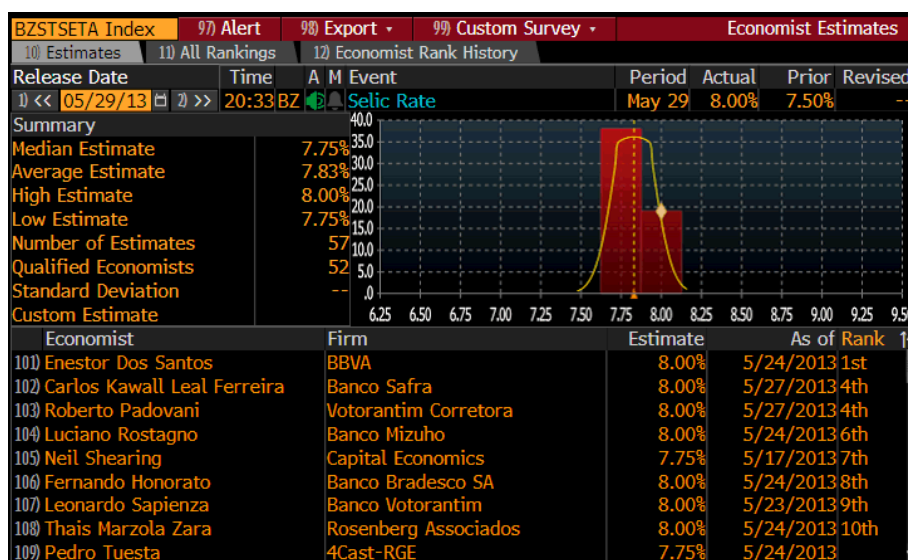 BZSTSETA Index 97) Alert 98) Export 99) Custom Survey Economist Estimates
10) Estimates 11) All Rankings 12) Economist Rank History
Release Date Time A M Event Period Actual Prior Revised
1) << 05/29/13 2) >> 20:33 BZ Selic Rate May 29 8.00% 7.50% --
Summary
Median Estimate 7.75%
Average Estimate 7.83%
High Estimate 8.00%
Low Estimate 7.75%
Number of Estimates 57
Qualified Economists 52
Standard Deviation --
Custom Estimate
40.0
35.0
30.0
25.0
20.0
15.0
10.0
5.0
.0
6.25 6.50 6.75 7.00 7.25 7.50 7.75 8.00 8.25 8.50 8.75 9.00 9.25 9.50
Economist Firm Estimate As of Rank
101) Enestor Dos Santos BBVA 8.00% 5/24/2013 1st
102) Carlos Kawall Leal Ferreira Banco Safra 8.00% 5/27/2013 4th
103) Roberto Padovani Votorantim Corretora 8.00% 5/27/2013 4th
104) Luciano Rostagno Banco Mizuho 8.00% 5/24/2013 6th
105) Neil Shearing Capital Economics 7.75% 5/17/2013 7th
106) Fernando Honorato Banco Bradesco SA 8.00% 5/24/2013 8th
107) Leonardo Sapienza Banco Votorantim 8.00% 5/23/2013 9th
108) Thais Marzola Zara Rosenberg Associados 8.00% 5/24/2013 10th
109) Pedro Tuesta 4Cast-RGE 7.75% 5/24/2013